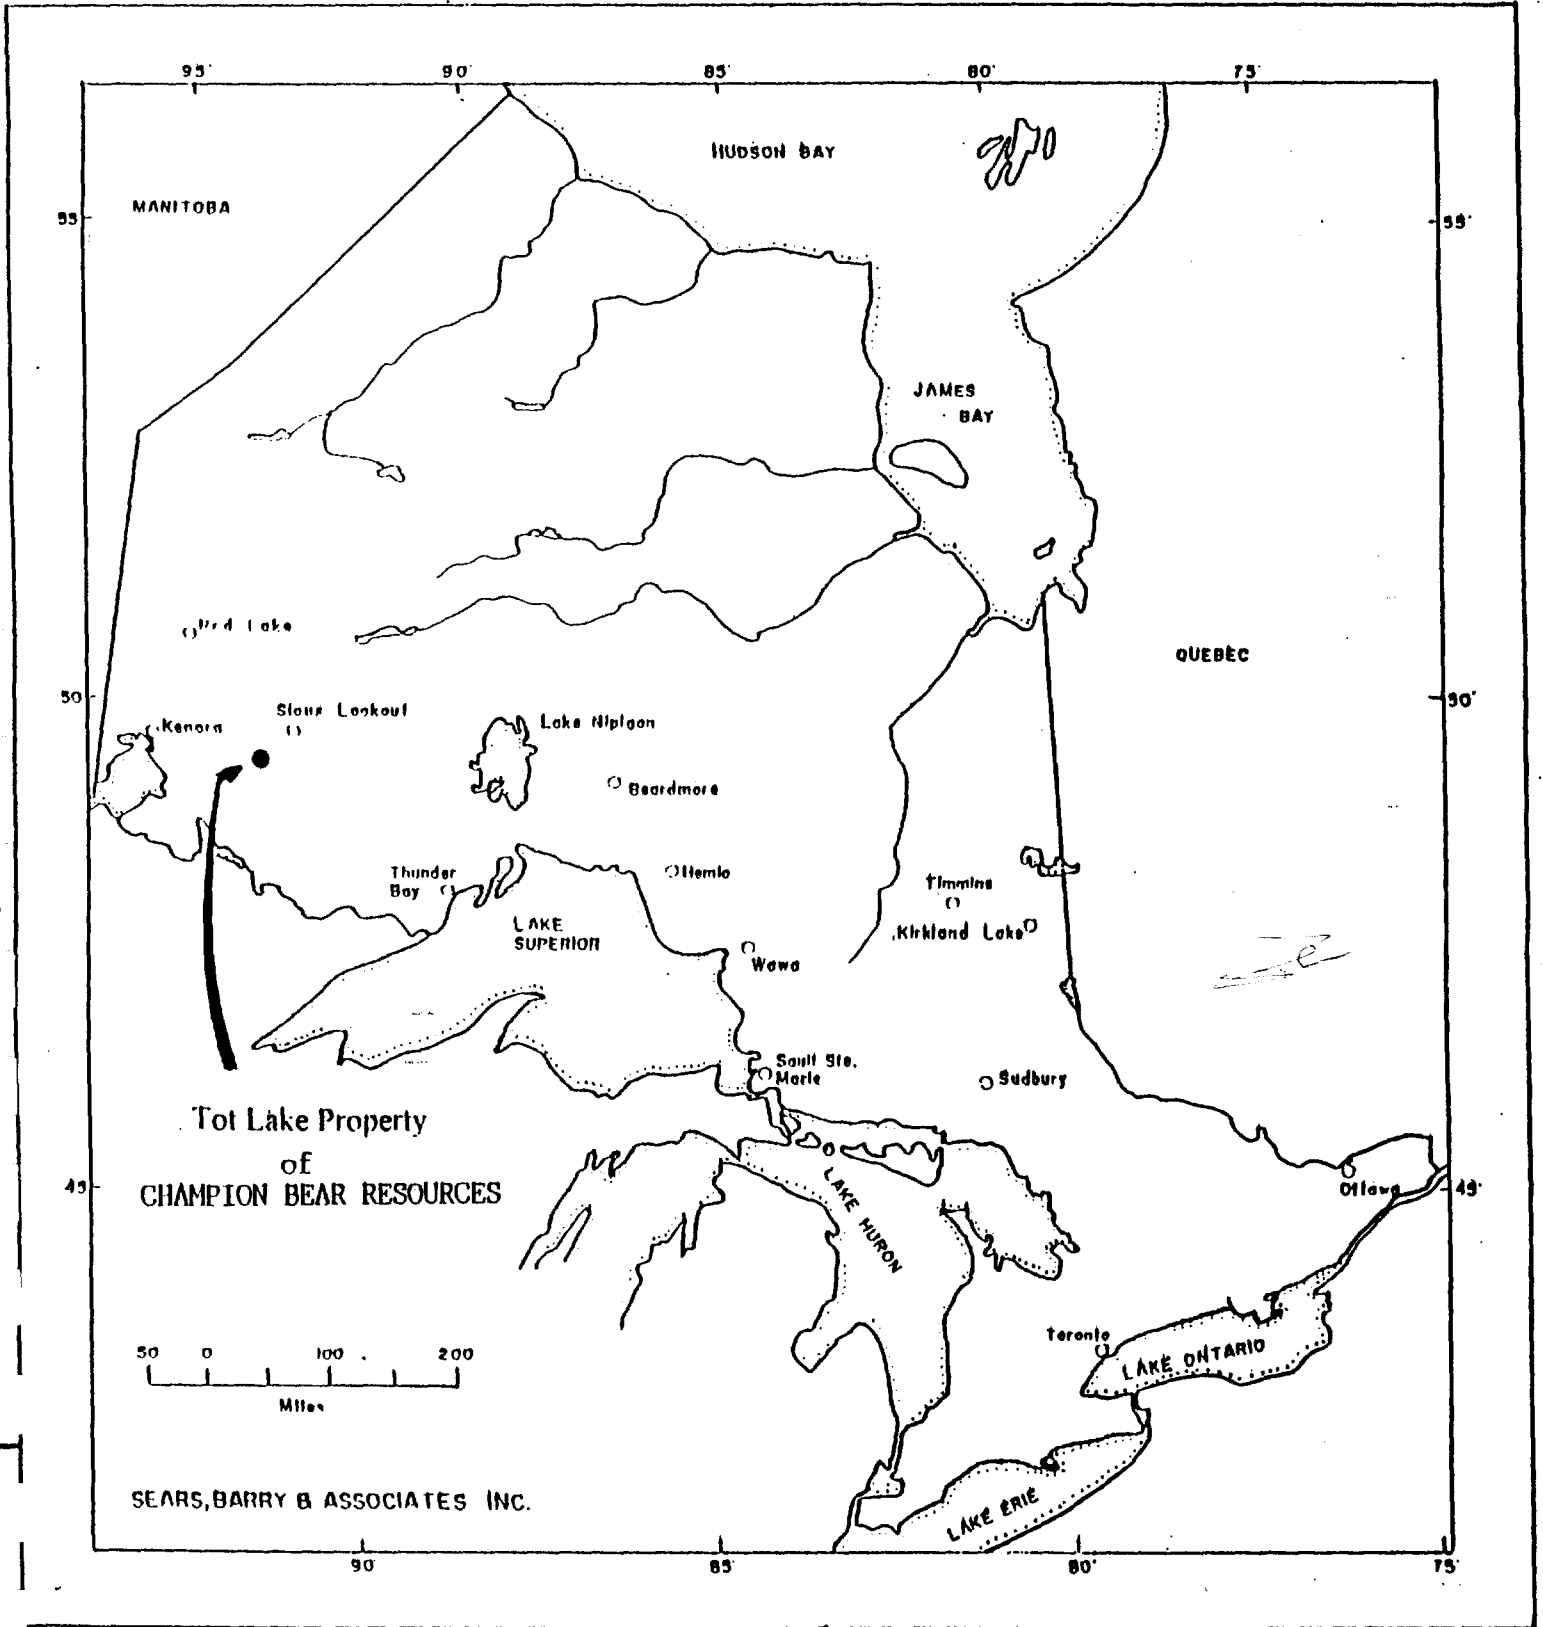 95° 90° 85° 80° 75°
HUDSON BAY
MANITOBA
55° 55°
JAMES
BAY
Red Lake
QUEBEC
50° 50°
Sioux Lookout
Kenora
Lake Nipigon
Beardmore
Thunder
Bay
Hemlo
Timmins
LAKE
SUPERIOR
Kirkland Lake
Wawa
Sault Ste.
Marie
Sudbury
Tot Lake Property
of
CHAMPION BEAR RESOURCES
45° 45°
Ottawa
LAKE HURON
Toronto
LAKE ONTARIO
50 0 100 200
Miles
SEARS, BARRY & ASSOCIATES INC.
LAKE ERIE
90° 85° 80° 75°